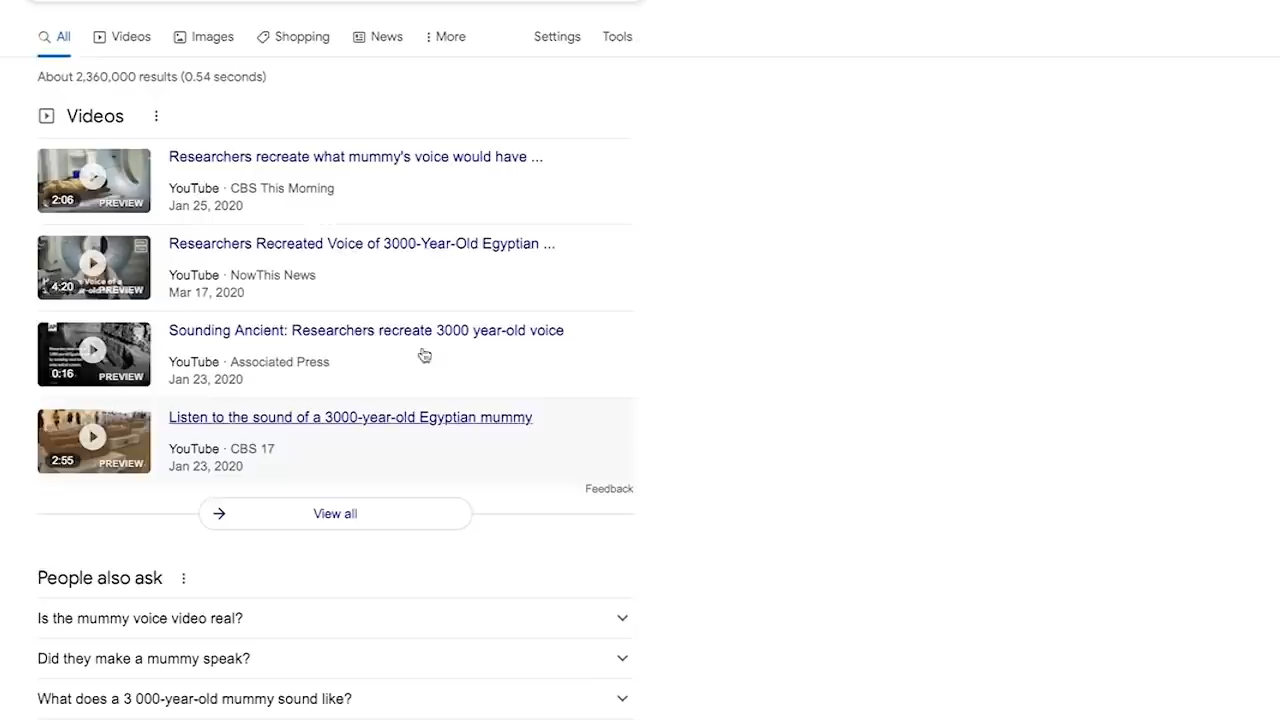 All Videos Images Shopping News More Settings Tools
About 2,360,000 results (0.54 seconds)
Videos
Researchers recreate what mummy's voice would have ...
YouTube · CBS This Morning
Jan 25, 2020
2:06 PREVIEW
Researchers Recreated Voice of 3000-Year-Old Egyptian ...
YouTube · NowThis News
Mar 17, 2020
4:20 PREVIEW
Sounding Ancient: Researchers recreate 3000 year-old voice
YouTube · Associated Press
Jan 23, 2020
0:16 PREVIEW
Listen to the sound of a 3000-year-old Egyptian mummy
YouTube · CBS 17
Jan 23, 2020
2:55 PREVIEW
Feedback
View all
People also ask
Is the mummy voice video real?
Did they make a mummy speak?
What does a 3 000-year-old mummy sound like?